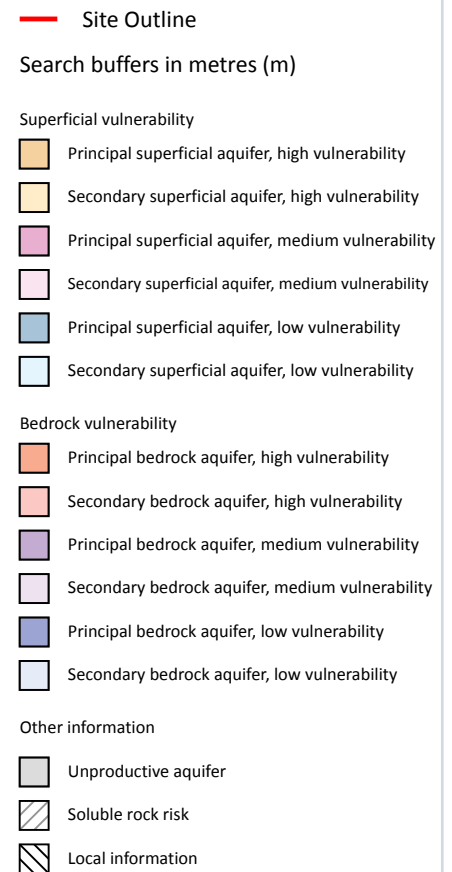 Site Outline
Search buffers in metres (m)
Superficial vulnerability
Principal superficial aquifer, high vulnerability
Secondary superficial aquifer, high vulnerability
Principal superficial aquifer, medium vulnerability
Secondary superficial aquifer, medium vulnerability
Principal superficial aquifer, low vulnerability
Secondary superficial aquifer, low vulnerability
Bedrock vulnerability
Principal bedrock aquifer, high vulnerability
Secondary bedrock aquifer, high vulnerability
Principal bedrock aquifer, medium vulnerability
Secondary bedrock aquifer, medium vulnerability
Principal bedrock aquifer, low vulnerability
Secondary bedrock aquifer, low vulnerability
Other information
Unproductive aquifer
Soluble rock risk
Local information